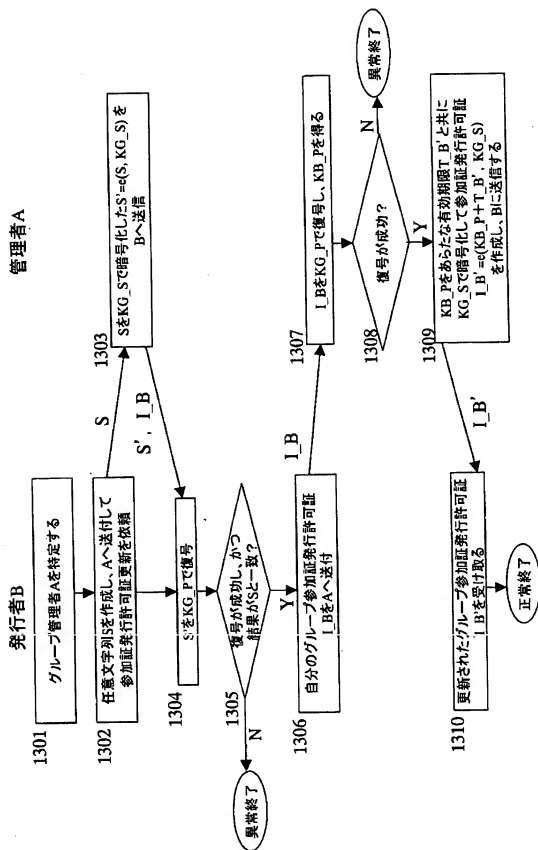 発行者B
管理者A
1301
グループ管理者Aを特定する
1302
任意文字列Sを作成し、Aへ送付して
参加証発行許可証更新を依頼
S
1303
SをKG_Sで暗号化したS'=e(S, KG_S)を
Bへ送信
S', I_B
1304
S'をKG_Pで復号
1305
復号が成功し、かつ
結果がSと一致？
N
異常終了
Y
1306
自分のグループ参加証発行許可証
I_BをAへ送付
I_B
1307
I_BをKG_Pで復号し、KB_Pを得る
1308
復号が成功？
N
異常終了
Y
1309
KB_Pをあらたな有効期限T_B'と共に
KG_Sで暗号化して参加証発行許可証
I_B'=e(KB_P+T_B', KG_S)
を作成し、Bに送信する
I_B'
1310
更新されたグループ参加証発行許可証
I_B'を受け取る
正常終了